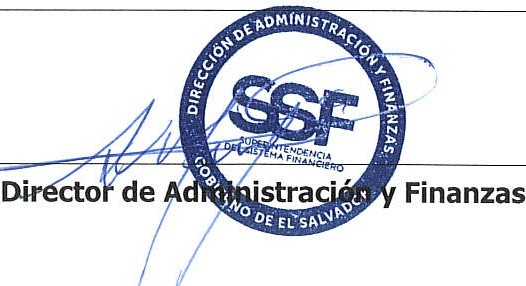 DIRECCIÓN DE ADMINISTRACIÓN Y FINANZAS
SSF
SUPERINTENDENCIA
DEL SISTEMA FINANCIERO
GOBIERNO DE EL SALVADOR
Director de Administración y Finanzas